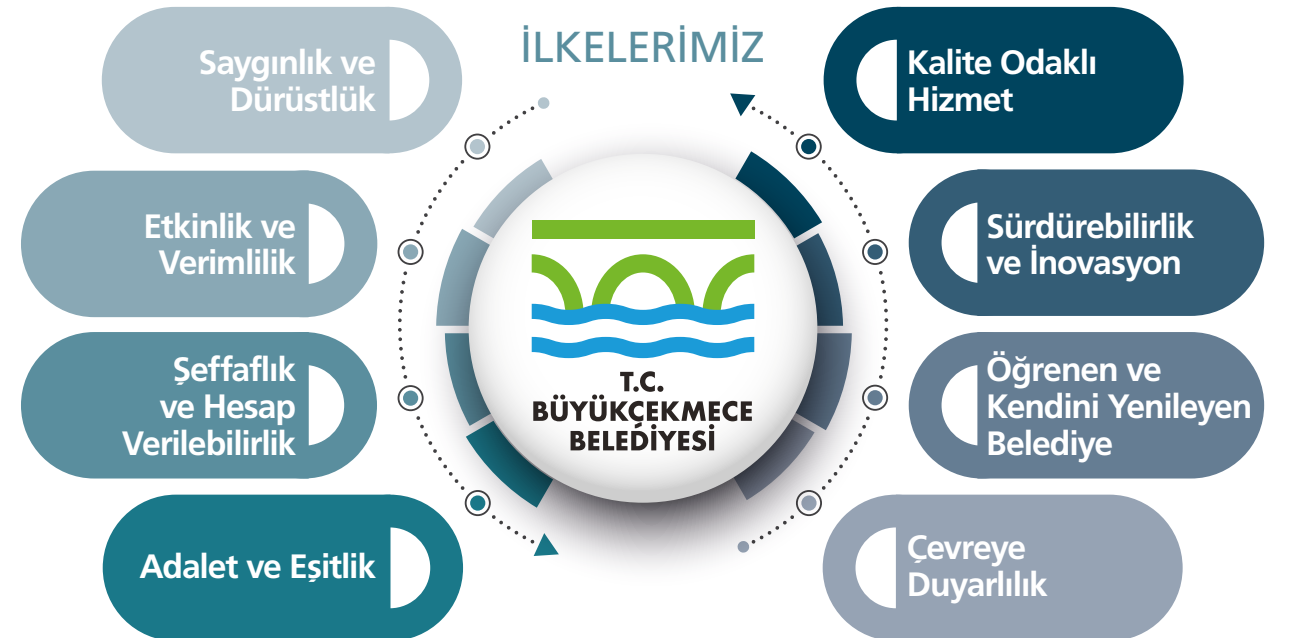 İLKELERİMİZ
Saygınlık ve
Dürüstlük
Etkinlik ve
Verimlilik
Şeffaflık
ve Hesap
Verilebilirlik
Adalet ve Eşitlik
T.C.
BÜYÜKÇEKMECE
BELEDİYESİ
Kalite Odaklı
Hizmet
Sürdürebilirlik
ve İnovasyon
Öğrenen ve
Kendini Yenileyen
Belediye
Çevreye
Duyarlılık